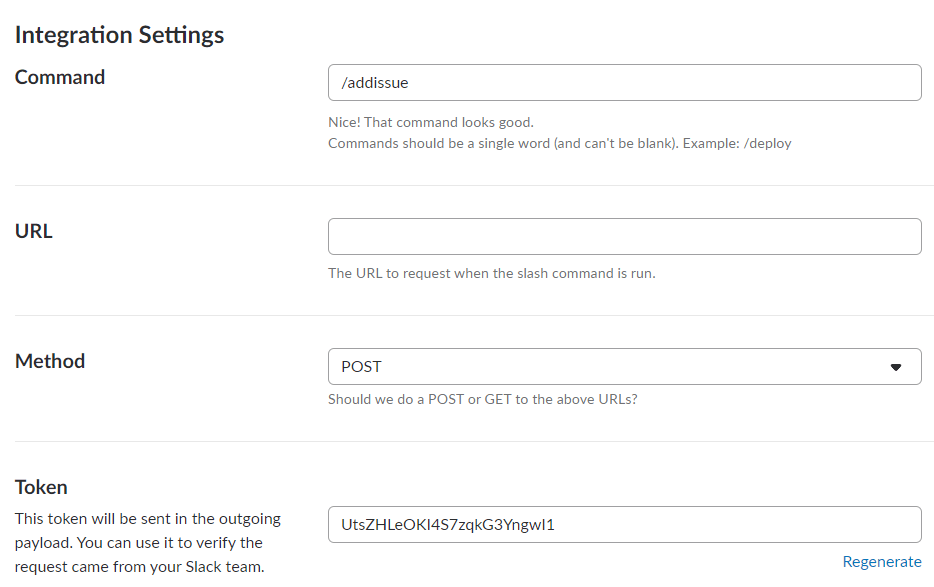 Integration Settings
Command
/addissue
Nice! That command looks good.
Commands should be a single word (and can't be blank). Example: /deploy
URL
The URL to request when the slash command is run.
Method
POST
Should we do a POST or GET to the above URLs?
Token
This token will be sent in the outgoing
payload. You can use it to verify the
request came from your Slack team.
UtsZHLeOKI4S7zqkG3YngwI1
Regenerate